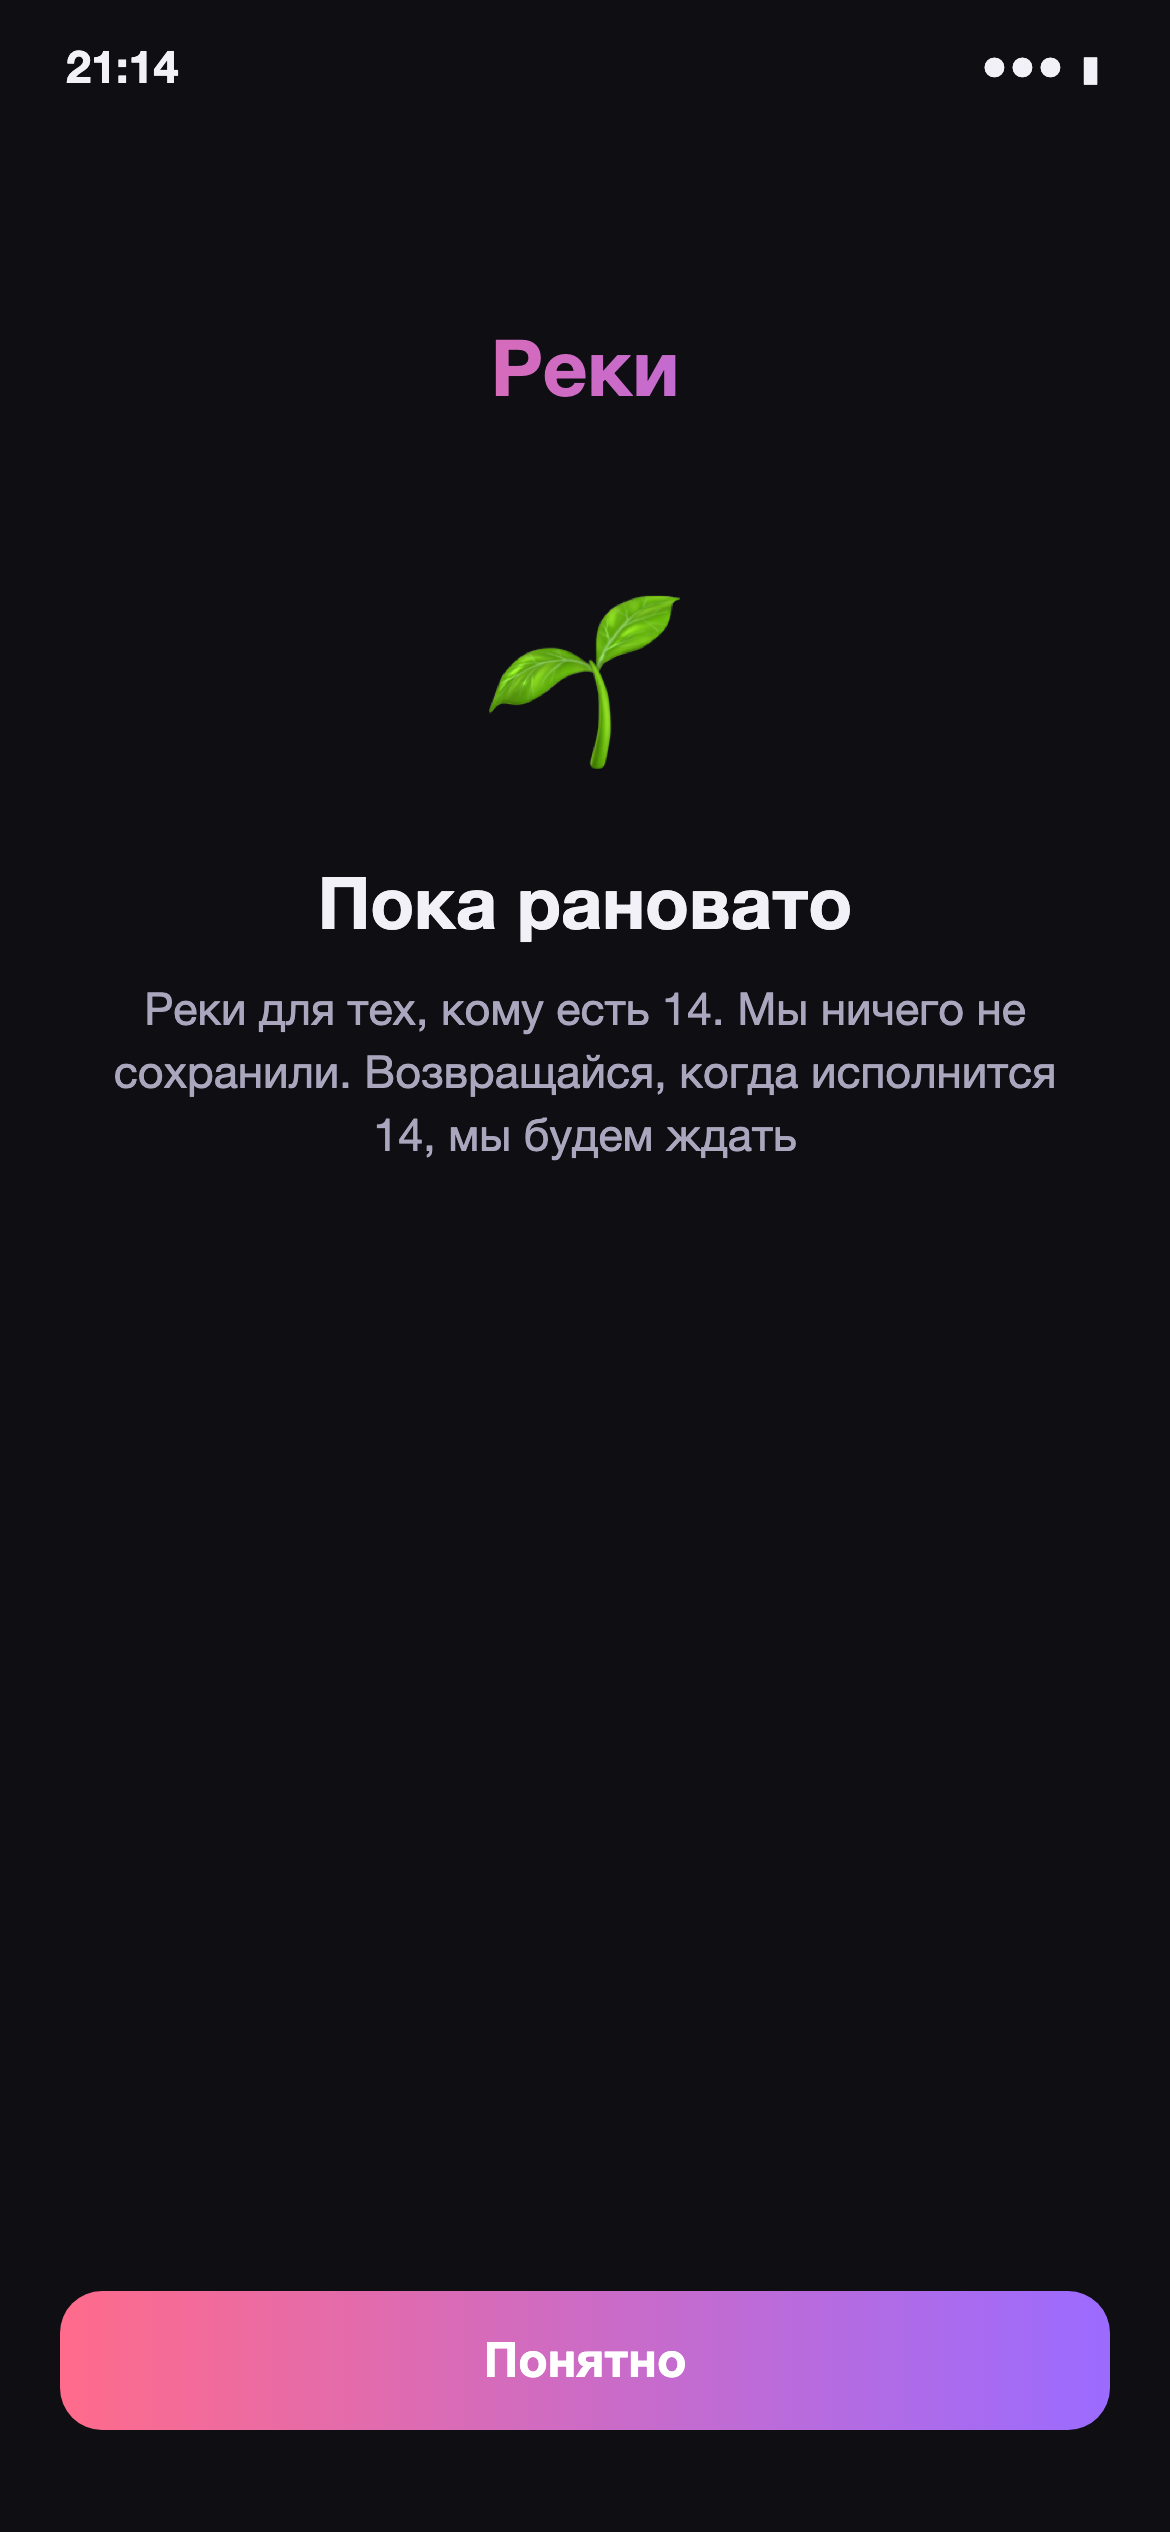 21:14
Реки
Пока рановато
Реки для тех, кому есть 14. Мы ничего не
сохранили. Возвращайся, когда исполнится
14, мы будем ждать
Понятно